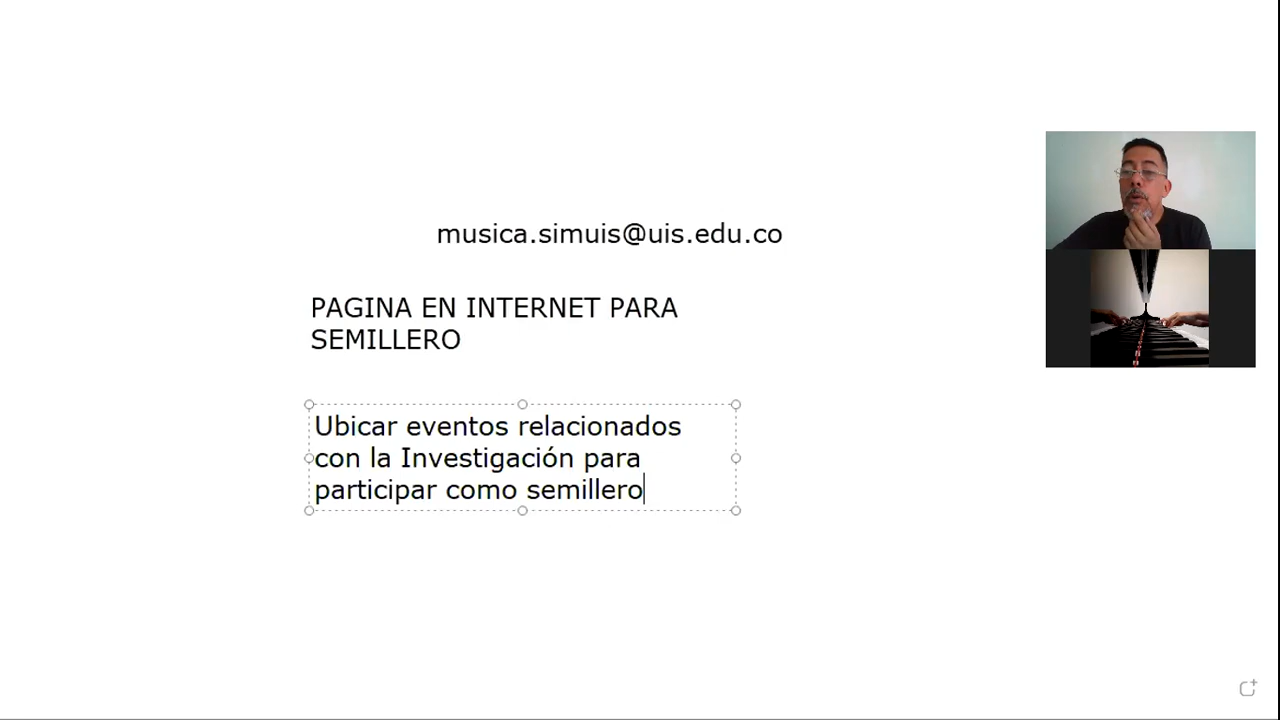 musica.simuis@uis.edu.co
PAGINA EN INTERNET PARA
SEMILLERO
Ubicar eventos relacionados
con la Investigación para
participar como semillero